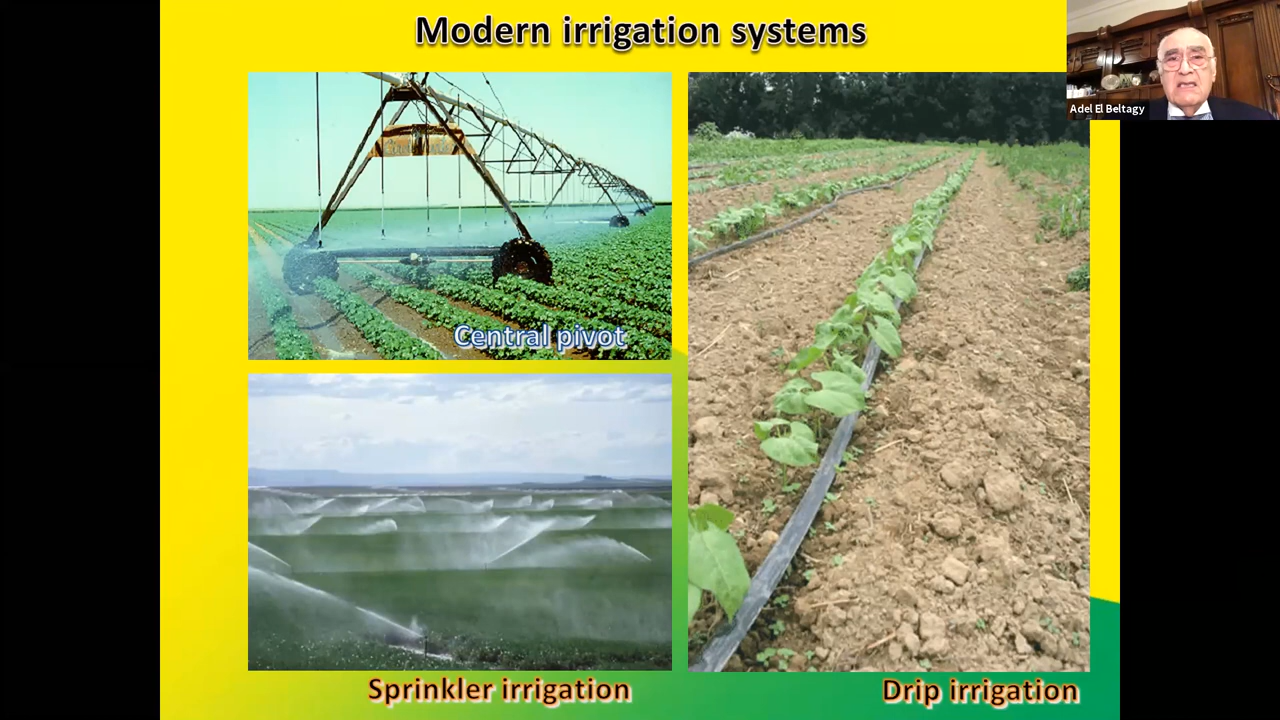 Modern irrigation systems
Adel El Beltagy
Central pivot
Sprinkler irrigation
Drip irrigation